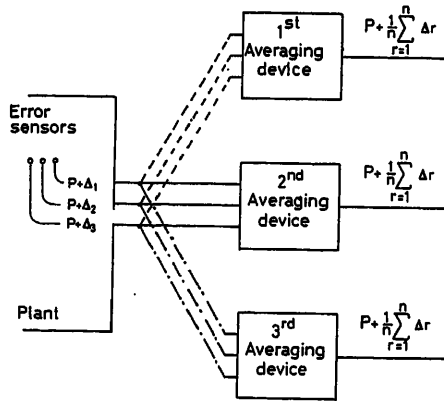 1st
Averaging
device
P+ 1/n n∑r=1 Δr
Error
sensors
P+Δ1
P+Δ2
P+Δ3
2nd
Averaging
device
P+ 1/n n∑r=1 Δr
Plant
3rd
Averaging
device
P+ 1/n n∑r=1 Δr